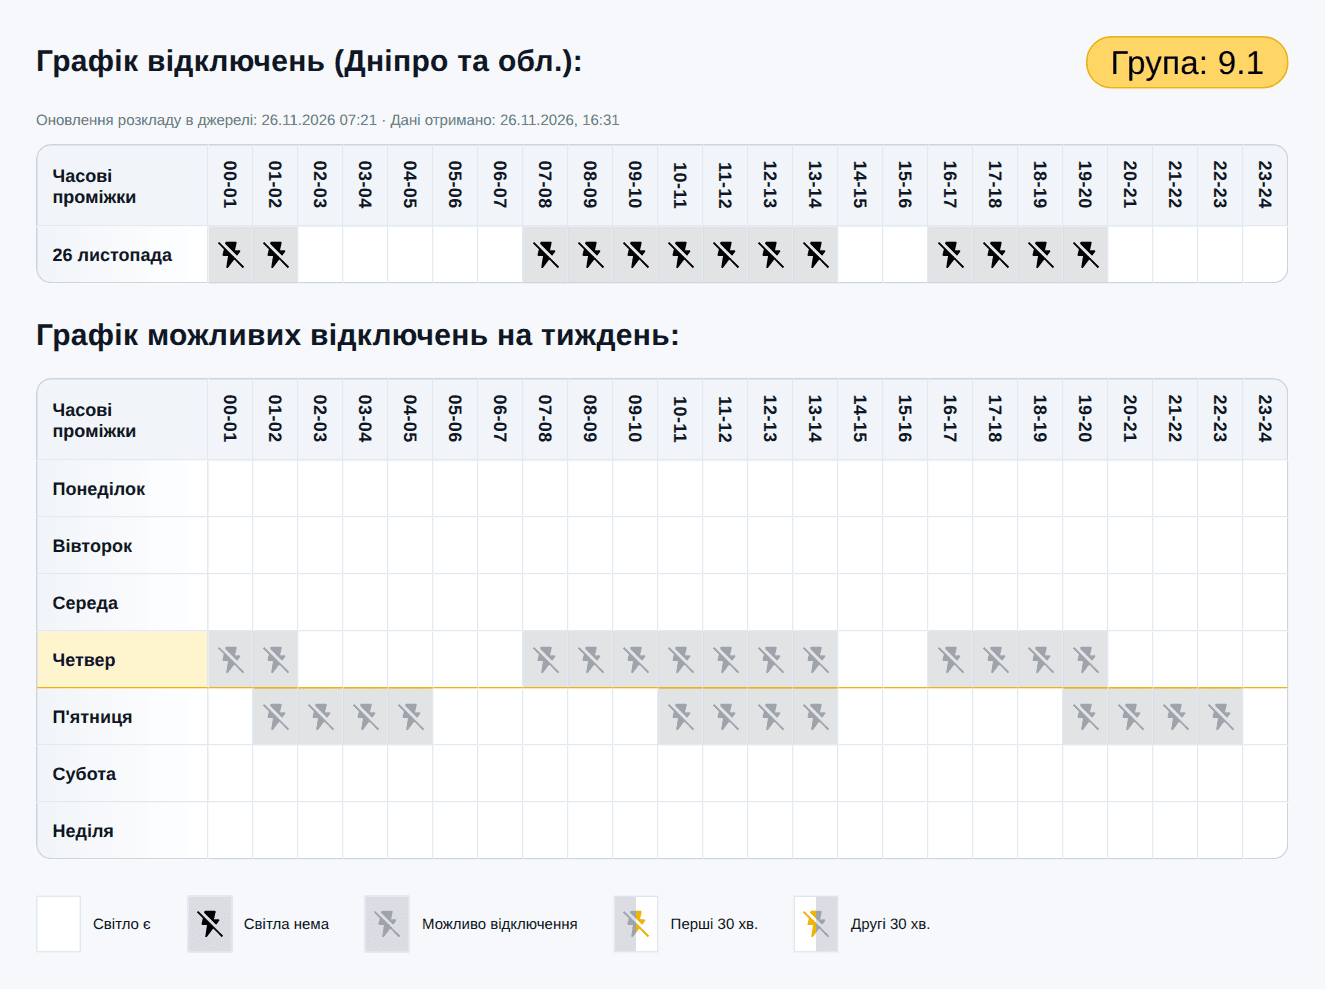 Графік відключень (Дніпро та обл.):
Група: 9.1
Оновлення розкладу в джерелі: 26.11.2026 07:21 · Дані отримано: 26.11.2026, 16:31
Часові проміжки 00-01 01-02 02-03 03-04 04-05 05-06 06-07 07-08 08-09 09-10 10-11 11-12 12-13 13-14 14-15 15-16 16-17 17-18 18-19 19-20 20-21 21-22 22-23 23-24
26 листопада
Графік можливих відключень на тиждень:
Часові проміжки 00-01 01-02 02-03 03-04 04-05 05-06 06-07 07-08 08-09 09-10 10-11 11-12 12-13 13-14 14-15 15-16 16-17 17-18 18-19 19-20 20-21 21-22 22-23 23-24
Понеділок
Вівторок
Середа
Четвер
П'ятниця
Субота
Неділя
Світло є Світла нема Можливо відключення Перші 30 хв. Другі 30 хв.